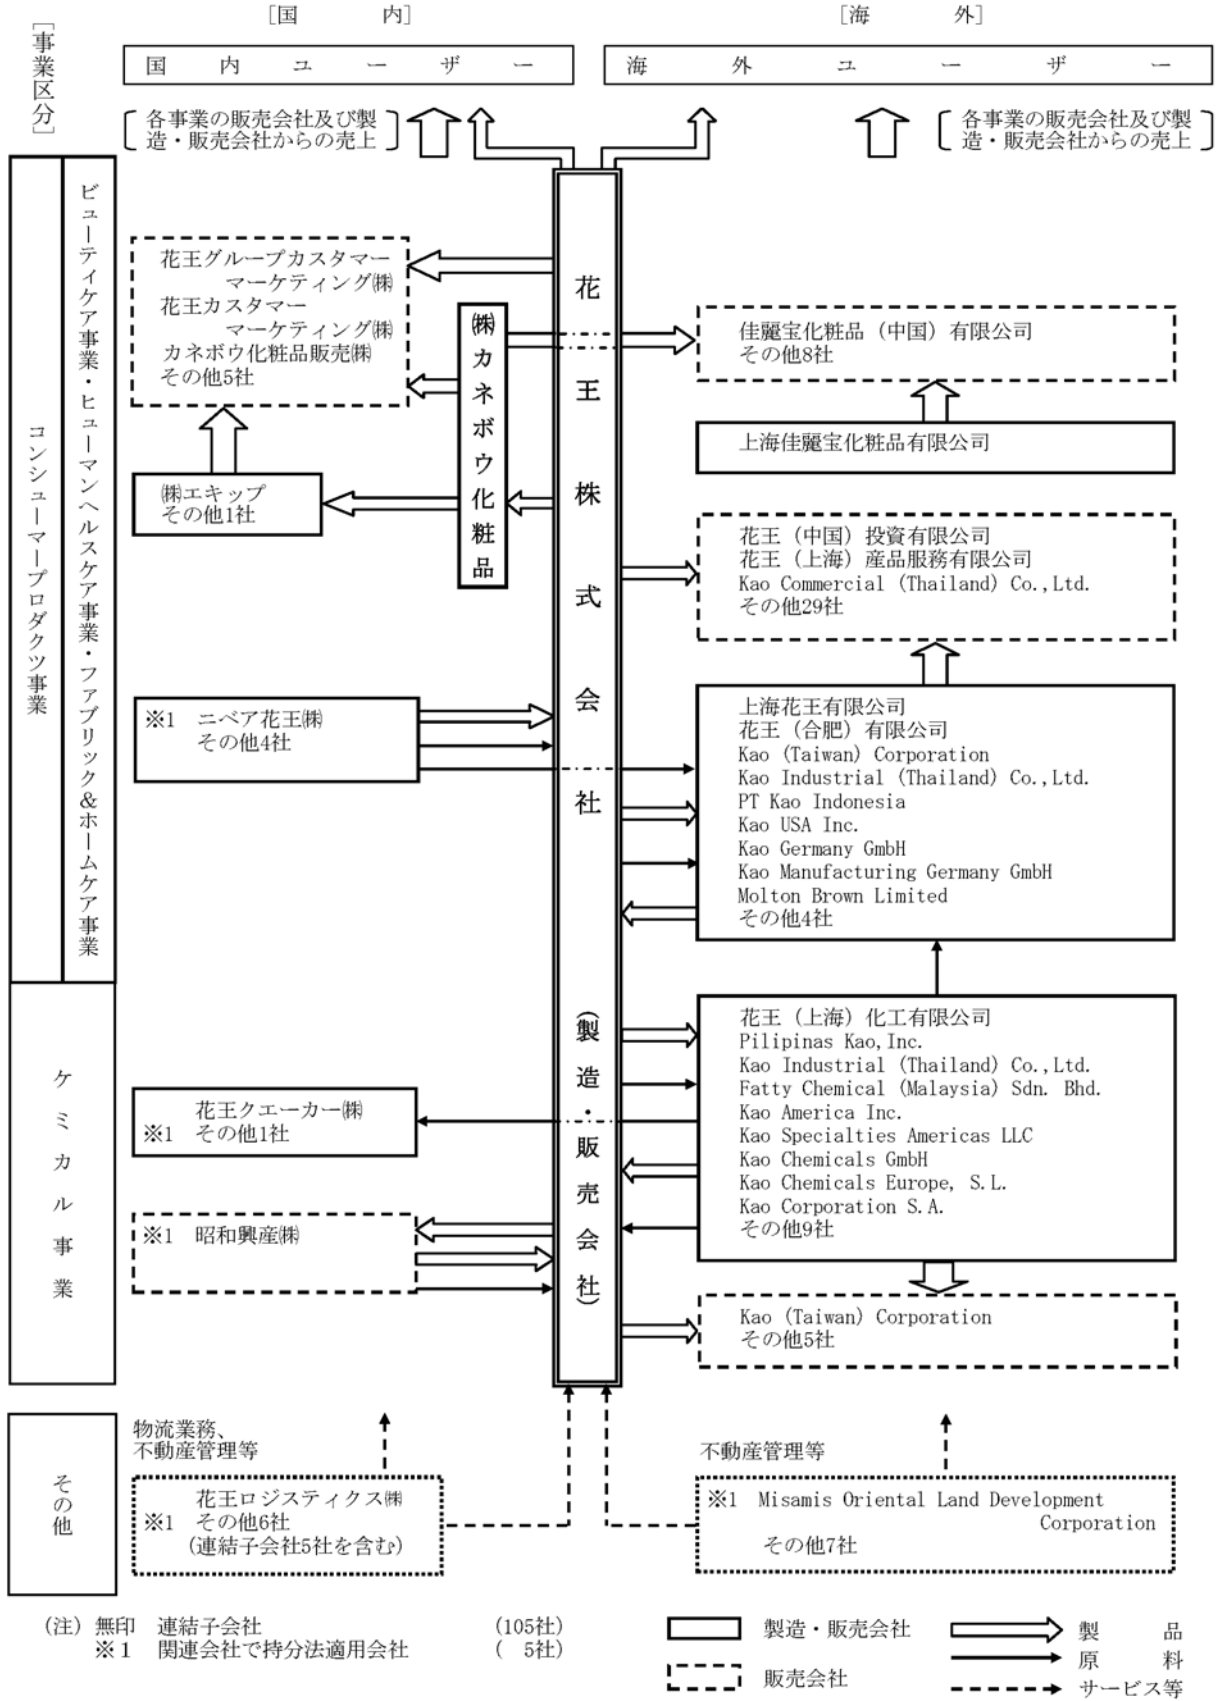 [国 内]
[海 外]
[事業区分]
国内ユーザー
海外ユーザー
各事業の販売会社及び製
造・販売会社からの売上
各事業の販売会社及び製
造・販売会社からの売上
コンシューマープロダクツ事業
ビューティケア事業・ヒューマンヘルスケア事業・ファブリック&ホームケア事業
花王グループカスタマー
マーケティング㈱
花王カスタマー
マーケティング㈱
カネボウ化粧品販売㈱
その他5社
㈱エキップ
その他1社
㈱カネボウ化粧品
花王株式会社
(製造・販売会社)
佳麗宝化粧品(中国)有限公司
その他8社
上海佳麗宝化粧品有限公司
花王(中国)投資有限公司
花王(上海)産品服務有限公司
Kao Commercial (Thailand) Co.,Ltd.
その他29社
※1 ニベア花王㈱
その他4社
上海花王有限公司
花王(合肥)有限公司
Kao (Taiwan) Corporation
Kao Industrial (Thailand) Co.,Ltd.
PT Kao Indonesia
Kao USA Inc.
Kao Germany GmbH
Kao Manufacturing Germany GmbH
Molton Brown Limited
その他4社
ケミカル事業
花王クエーカー㈱
※1 その他1社
※1 昭和興産㈱
花王(上海)化工有限公司
Pilipinas Kao,Inc.
Kao Industrial (Thailand) Co.,Ltd.
Fatty Chemical (Malaysia) Sdn. Bhd.
Kao America Inc.
Kao Specialties Americas LLC
Kao Chemicals GmbH
Kao Chemicals Europe, S.L.
Kao Corporation S.A.
その他9社
Kao (Taiwan) Corporation
その他5社
その他
物流業務、
不動産管理等
花王ロジスティクス㈱
※1 その他6社
(連結子会社5社を含む)
不動産管理等
※1 Misamis Oriental Land Development
Corporation
その他7社
(注) 無印 連結子会社 (105社)
※1 関連会社で持分法適用会社 ( 5社)
製造・販売会社
販売会社
製 品
原 料
サービス等